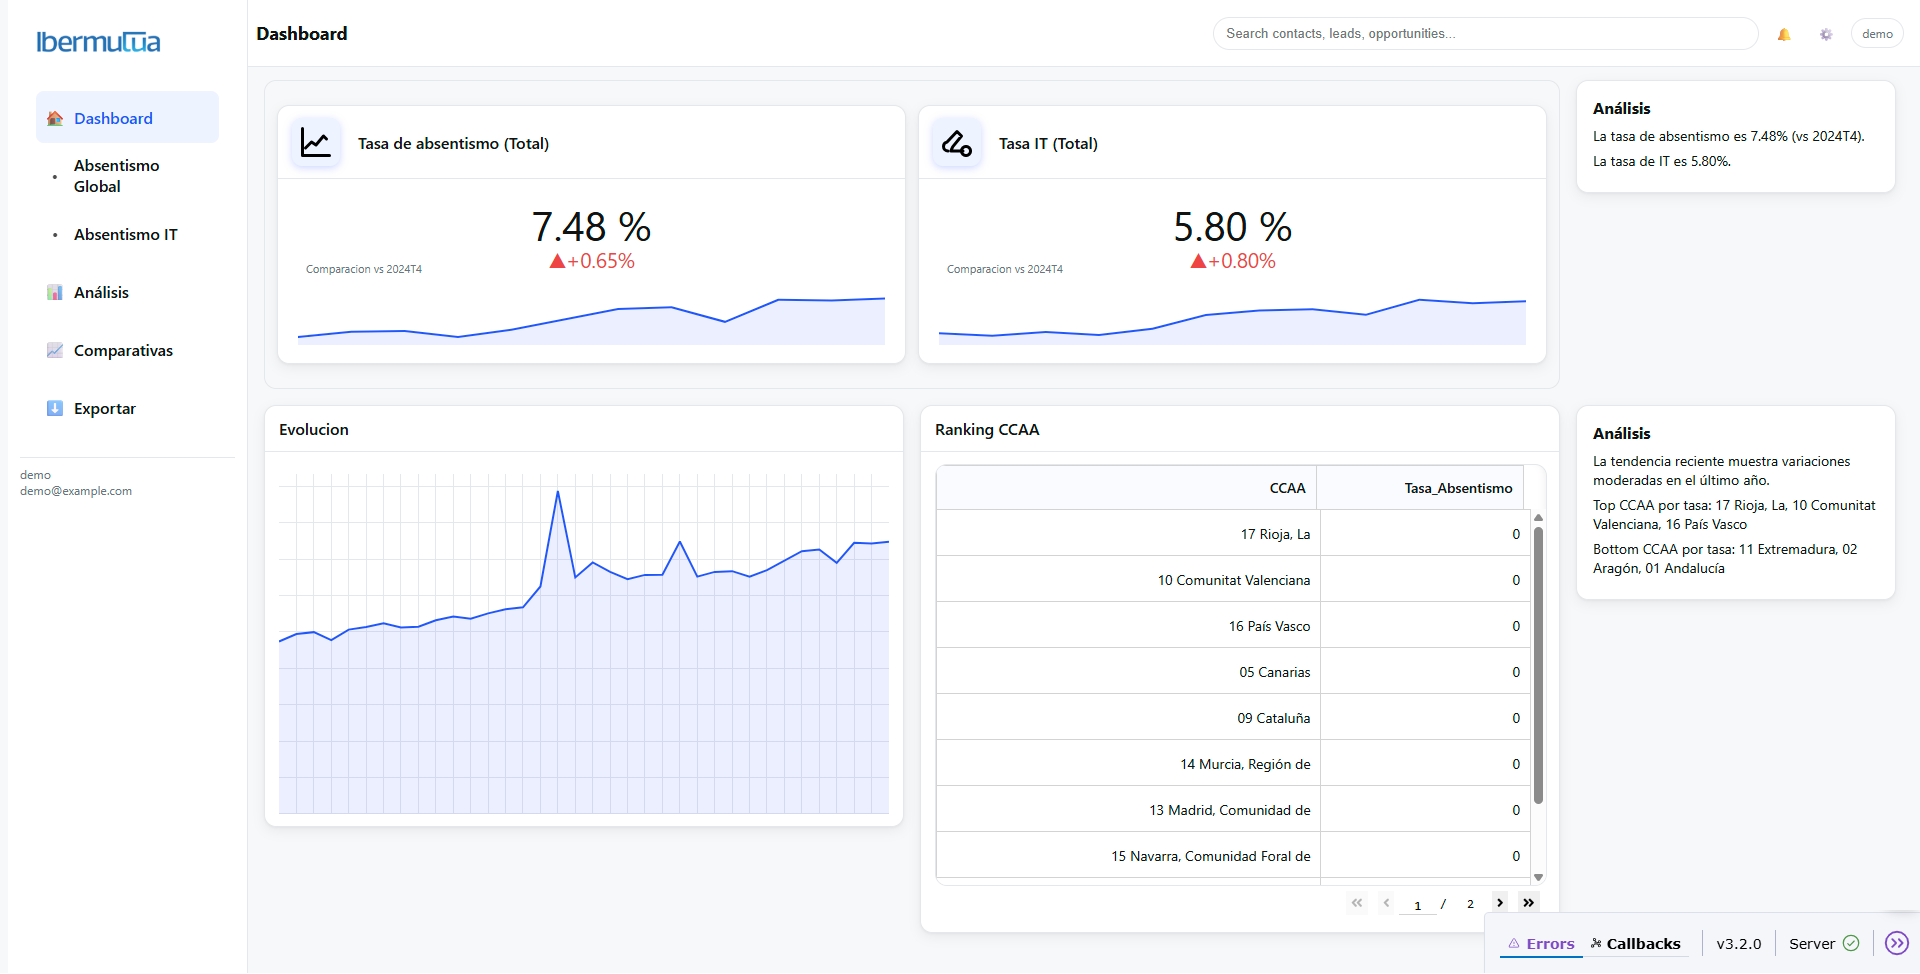 Ibermutua
Dashboard
Search contacts, leads, opportunities...
demo
Dashboard
Absentismo
Global
Absentismo IT
Análisis
Comparativas
Exportar
demo
demo@example.com
Tasa de absentismo (Total)
7.48 %
▲+0.65%
Comparacion vs 2024T4
Tasa IT (Total)
5.80 %
▲+0.80%
Comparacion vs 2024T4
Análisis
La tasa de absentismo es 7.48% (vs 2024T4).
La tasa de IT es 5.80%.
Evolucion
Ranking CCAA
CCAA Tasa_Absentismo
17 Rioja, La 0
10 Comunitat Valenciana 0
16 País Vasco 0
05 Canarias 0
09 Cataluña 0
14 Murcia, Región de 0
13 Madrid, Comunidad de 0
15 Navarra, Comunidad Foral de 0
1 / 2
Análisis
La tendencia reciente muestra variaciones
moderadas en el último año.
Top CCAA por tasa: 17 Rioja, La, 10 Comunitat
Valenciana, 16 País Vasco
Bottom CCAA por tasa: 11 Extremadura, 02
Aragón, 01 Andalucía
Errors Callbacks v3.2.0 Server